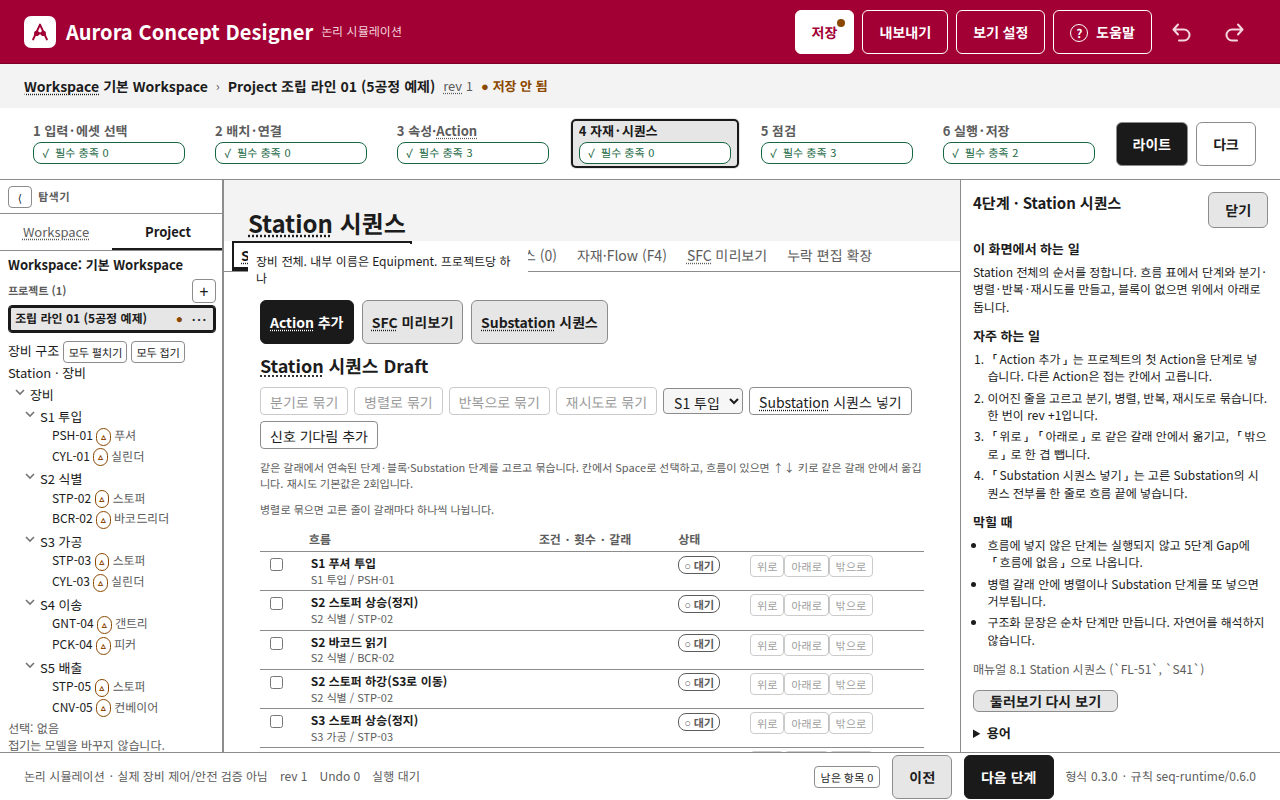 Aurora Concept Designer 논리 시뮬레이션
저장 내보내기 보기 설정 ? 도움말
Workspace 기본 Workspace › Project 조립 라인 01 (5공정 예제) rev 1 ● 저장 안 됨
1 입력·에셋 선택
✓ 필수 충족 0
2 배치·연결
✓ 필수 충족 0
3 속성·Action
✓ 필수 충족 3
4 자재·시퀀스
✓ 필수 충족 0
5 점검
✓ 필수 충족 3
6 실행·저장
✓ 필수 충족 2
라이트 다크
탐색기
Workspace Project
Workspace: 기본 Workspace
프로젝트 (1) +
조립 라인 01 (5공정 예제) ● ···
장비 구조 모두 펼치기 모두 접기
Station · 장비
장비
S1 투입
PSH-01 푸셔
CYL-01 실린더
S2 식별
STP-02 스토퍼
BCR-02 바코드리더
S3 가공
STP-03 스토퍼
CYL-03 실린더
S4 이송
GNT-04 갠트리
PCK-04 피커
S5 배출
STP-05 스토퍼
CNV-05 컨베이어
선택: 없음
접기는 모델을 바꾸지 않습니다.
Station 시퀀스
(0) 자재·Flow (F4) SFC 미리보기 누락 편집 확장
장비 전체. 내부 이름은 Equipment. 프로젝트당 하
나
Action 추가 SFC 미리보기 Substation 시퀀스
Station 시퀀스 Draft
분기로 묶기 병렬로 묶기 반복으로 묶기 재시도로 묶기 S1 투입 Substation 시퀀스 넣기
신호 기다림 추가
같은 갈래에서 연속된 단계·블록·Substation 단계를 고르고 묶습니다. 칸에서 Space로 선택하고, 흐름이 있으면 ↑↓ 키로 같은 갈래 안에서 옮깁
니다. 재시도 기본값은 2회입니다.
병렬로 묶으면 고른 줄이 갈래마다 하나씩 나뉩니다.
흐름 조건 · 횟수 · 갈래 상태
S1 푸셔 투입 ○ 대기 위로 아래로 밖으로
S1 투입 / PSH-01
S2 스토퍼 상승(정지) ○ 대기 위로 아래로 밖으로
S2 식별 / STP-02
S2 바코드 읽기 ○ 대기 위로 아래로 밖으로
S2 식별 / BCR-02
S2 스토퍼 하강(S3로 이동) ○ 대기 위로 아래로 밖으로
S2 식별 / STP-02
S3 스토퍼 상승(정지) ○ 대기 위로 아래로 밖으로
S3 가공 / STP-03
4단계 · Station 시퀀스 닫기
이 화면에서 하는 일
Station 전체의 순서를 정합니다. 흐름 표에서 단계와 분기·
병렬·반복·재시도를 만들고, 블록이 없으면 위에서 아래로
돕니다.
자주 하는 일
1. 「Action 추가」는 프로젝트의 첫 Action을 단계로 넣
습니다. 다른 Action은 접는 칸에서 고릅니다.
2. 이어진 줄을 고르고 분기, 병렬, 반복, 재시도로 묶습니다.
한 번이 rev +1입니다.
3. 「위로」「아래로」로 같은 갈래 안에서 옮기고, 「밖으
로」로 한 겹 뺍니다.
4. 「Substation 시퀀스 넣기」는 고른 Substation의 시
퀀스 전부를 한 줄로 흐름 끝에 넣습니다.
막힐 때
• 흐름에 넣지 않은 단계는 실행되지 않고 5단계 Gap에
「흐름에 없음」으로 나옵니다.
• 병렬 갈래 안에 병렬이나 Substation 단계를 또 넣으면
거부됩니다.
• 구조화 문장은 순차 단계만 만듭니다. 자연어를 해석하지
않습니다.
매뉴얼 8.1 Station 시퀀스 (`FL-51`, `S41`)
둘러보기 다시 보기
▶ 용어
논리 시뮬레이션 · 실제 장비 제어/안전 검증 아님 rev 1 Undo 0 실행 대기
남은 항목 0 이전 다음 단계 형식 0.3.0 · 규칙 seq-runtime/0.6.0